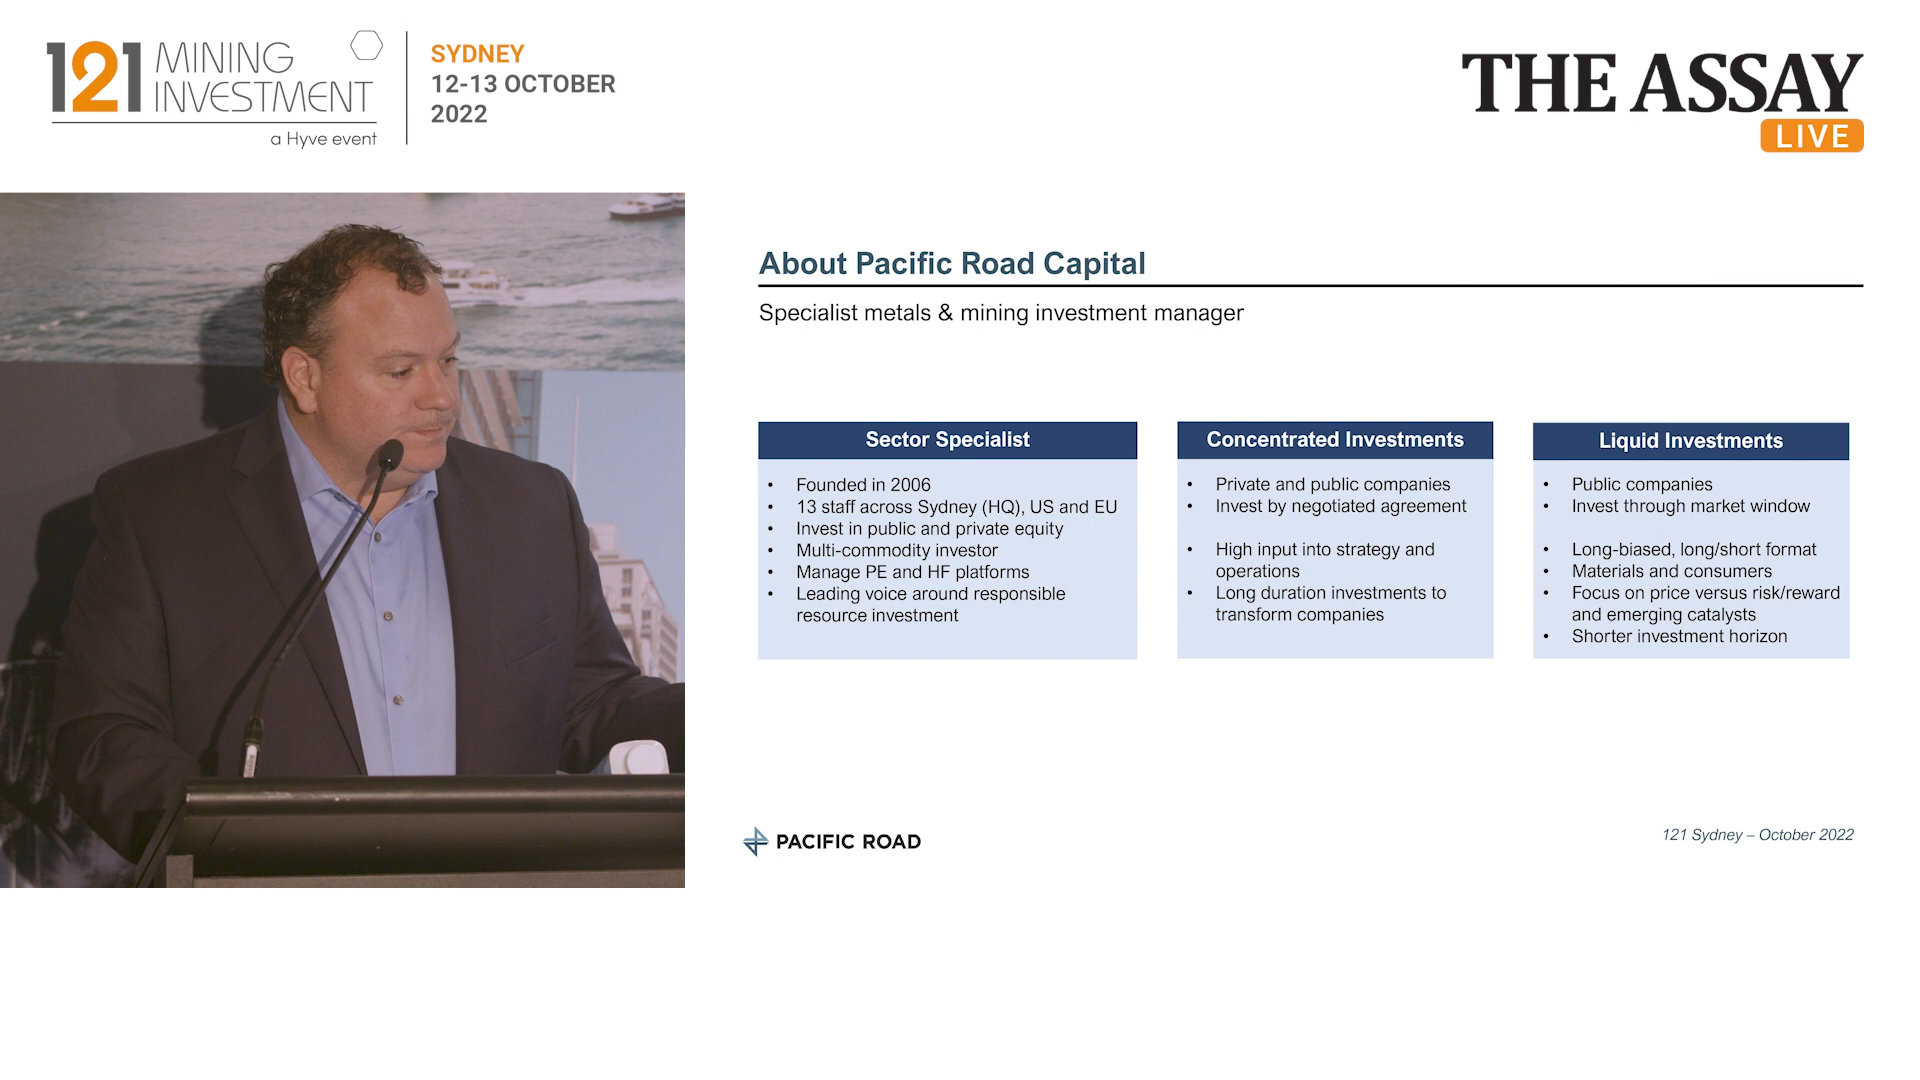 121 MINING
INVESTMENT
a Hyve event
SYDNEY
12-13 OCTOBER
2022
THE ASSAY
LIVE
About Pacific Road Capital
Specialist metals & mining investment manager
Sector Specialist
• Founded in 2006
• 13 staff across Sydney (HQ), US and EU
• Invest in public and private equity
• Multi-commodity investor
• Manage PE and HF platforms
• Leading voice around responsible
resource investment
Concentrated Investments
• Private and public companies
• Invest by negotiated agreement
• High input into strategy and
operations
• Long duration investments to
transform companies
Liquid Investments
• Public companies
• Invest through market window
• Long-biased, long/short format
• Materials and consumers
• Focus on price versus risk/reward
and emerging catalysts
• Shorter investment horizon
PACIFIC ROAD
121 Sydney – October 2022